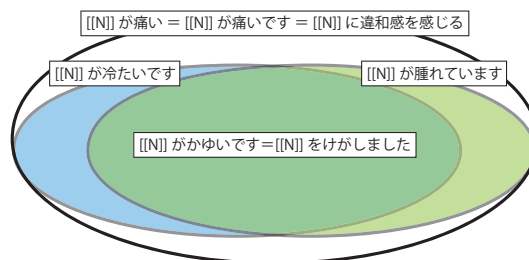 [[N]] が痛い = [[N]] が痛いです = [[N]] に違和感を感じる
[[N]] が冷たいです
[[N]] が腫れています
[[N]] がかゆいです=[[N]] をけがしました